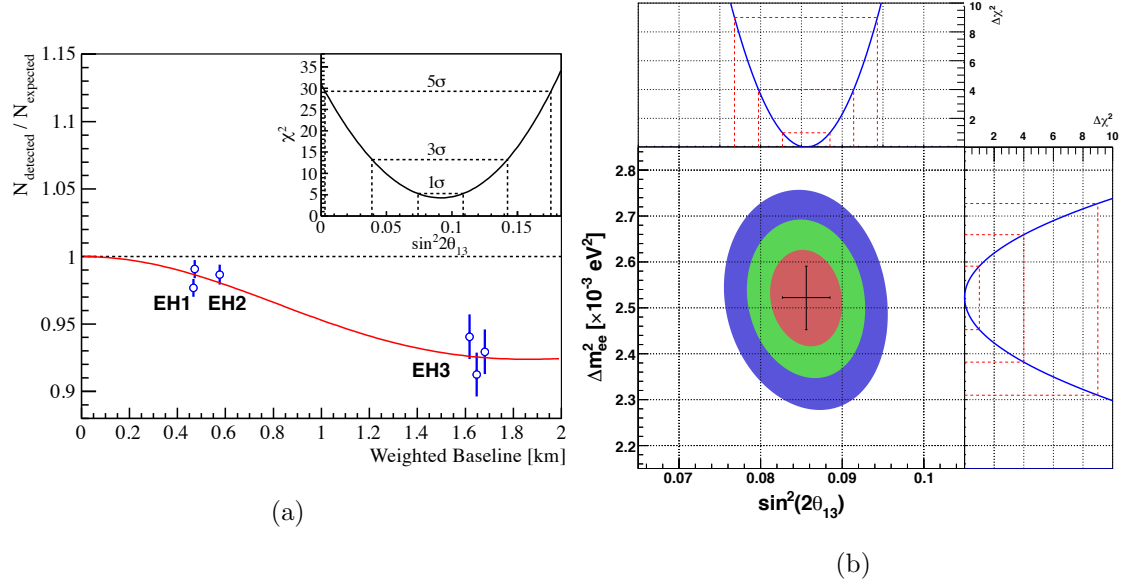 N_detected / N_expected
1.15
1.1
1.05
1
0.95
0.9
0 0.2 0.4 0.6 0.8 1 1.2 1.4 1.6 1.8 2
Weighted Baseline [km]
EH1
EH2
EH3
χ²
35
30
25
20
15
10
5
0
5σ
3σ
1σ
0 0.05 0.1 0.15
sin²2θ₁₃
(a)
10
8
6
4
2
Δχ²
Δχ²
2 4 6 8 10
Δm²ₑₑ [×10⁻³ eV²]
2.8
2.7
2.6
2.5
2.4
2.3
2.2
0.07 0.08 0.09 0.1
sin²(2θ₁₃)
(b)